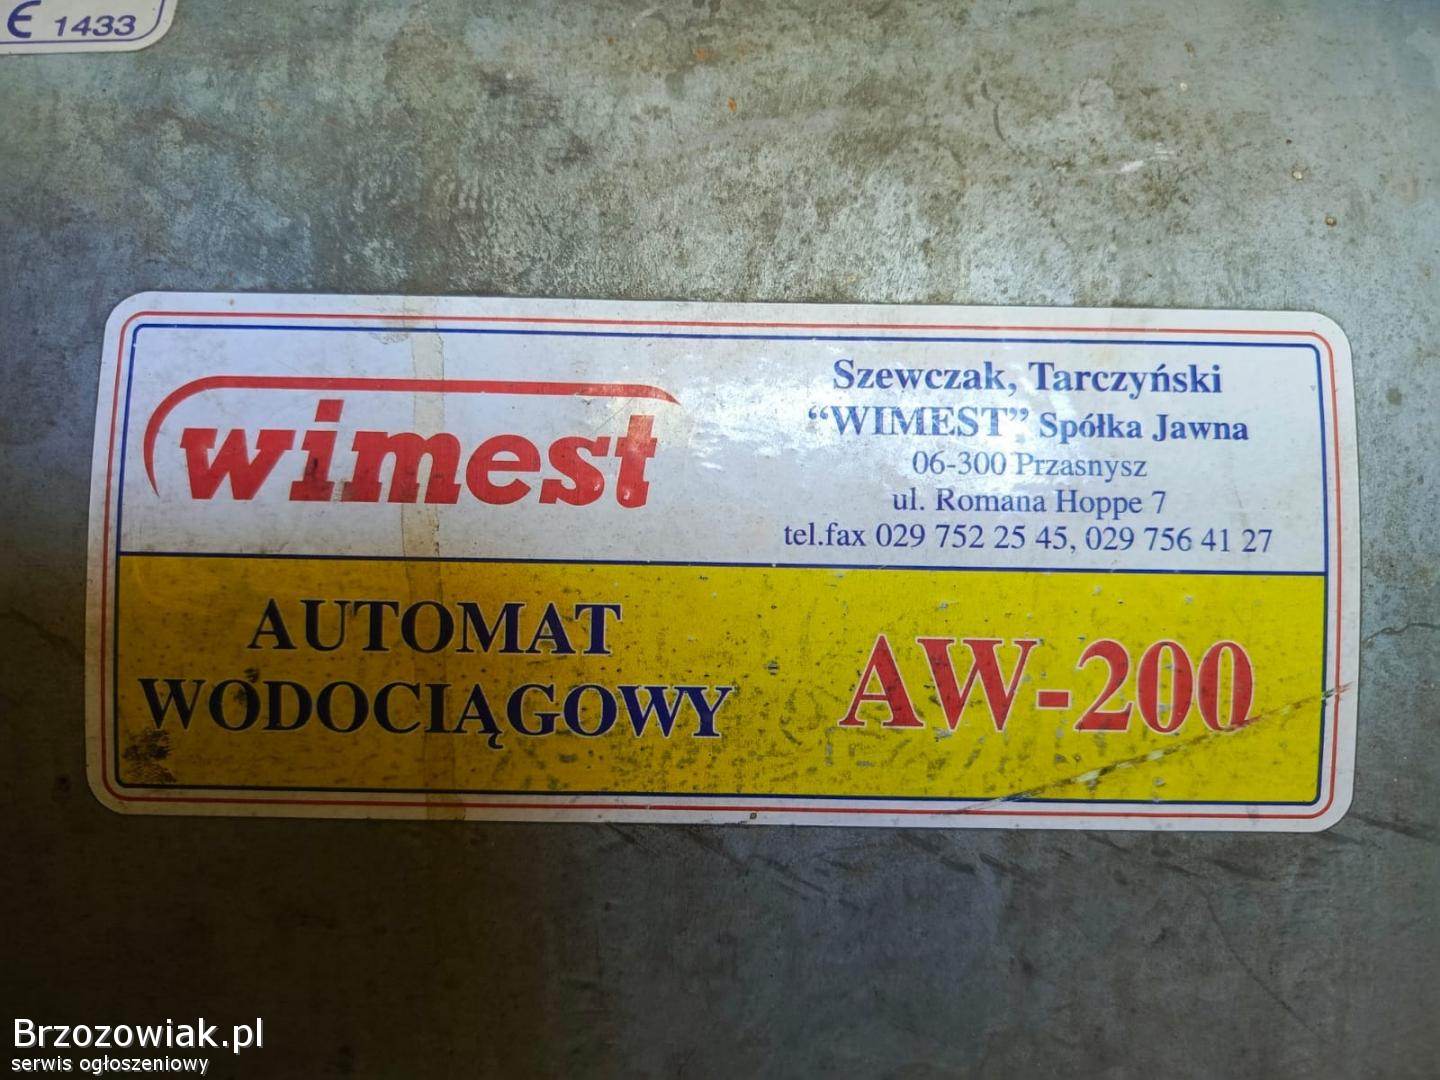 Є 1433
wimest
Szewczak, Tarczyński
“WIMEST” Spółka Jawna
06-300 Przasnysz
ul. Romana Hoppe 7
tel.fax 029 752 25 45, 029 756 41 27
AUTOMAT
WODOCIĄGOWY
AW-200
Brzozowiak.pl
serwis ogłoszeniowy